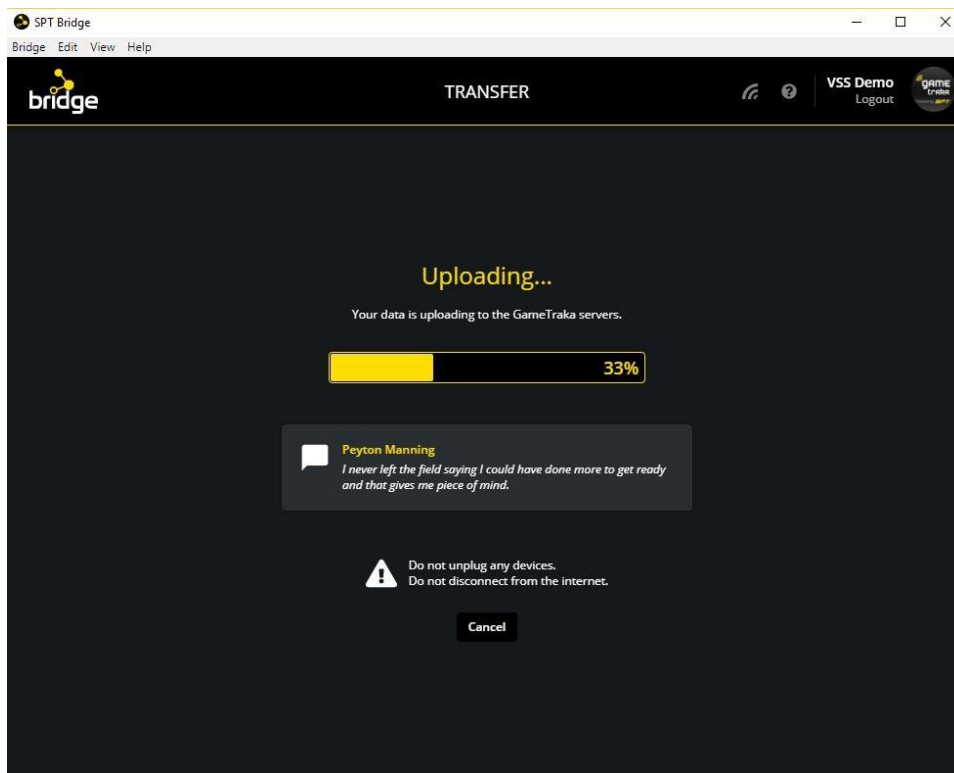 SPT Bridge
Bridge Edit View Help
bridge
TRANSFER
VSS Demo
Logout
game
traka
Uploading...
Your data is uploading to the GameTraka servers.
33%
Peyton Manning
I never left the field saying I could have done more to get ready
and that gives me piece of mind.
Do not unplug any devices.
Do not disconnect from the internet.
Cancel